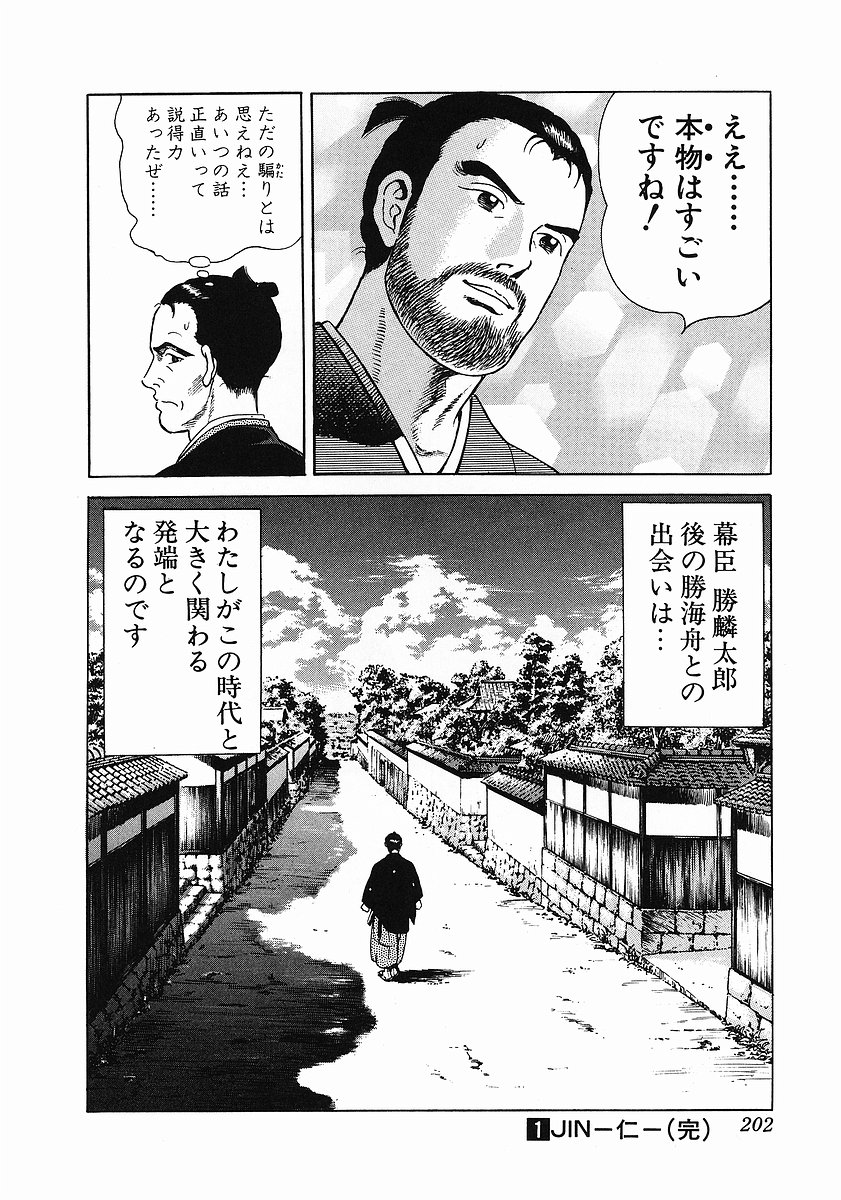 ええ……
本物はすごい
ですね!
ただの騙りとは
思えねえ…
あいつの話
正直いって
説得力
あったぜ……
幕臣 勝麟太郎
後の勝海舟との
出会いは…
わたしがこの時代と
大きく関わる
発端と
なるのです
1 JIN－仁－(完)
202